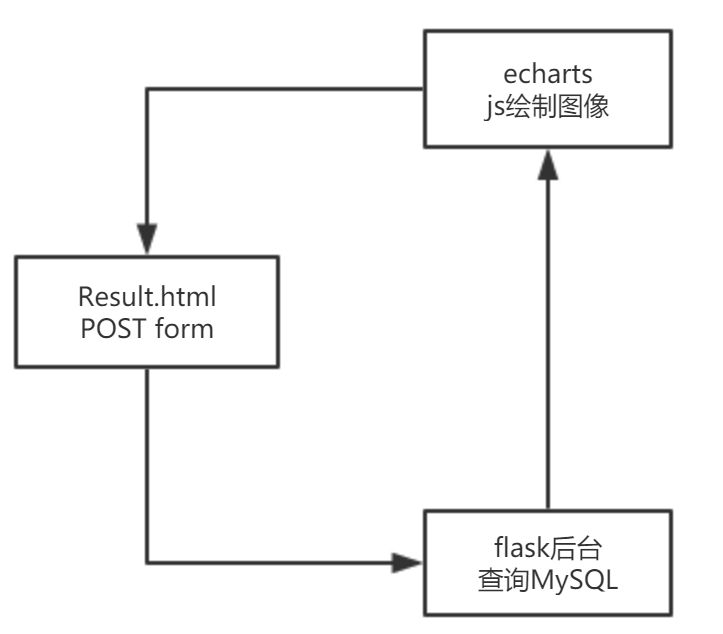 echarts
js绘制图像
Result.html
POST form
flask后台
查询MySQL